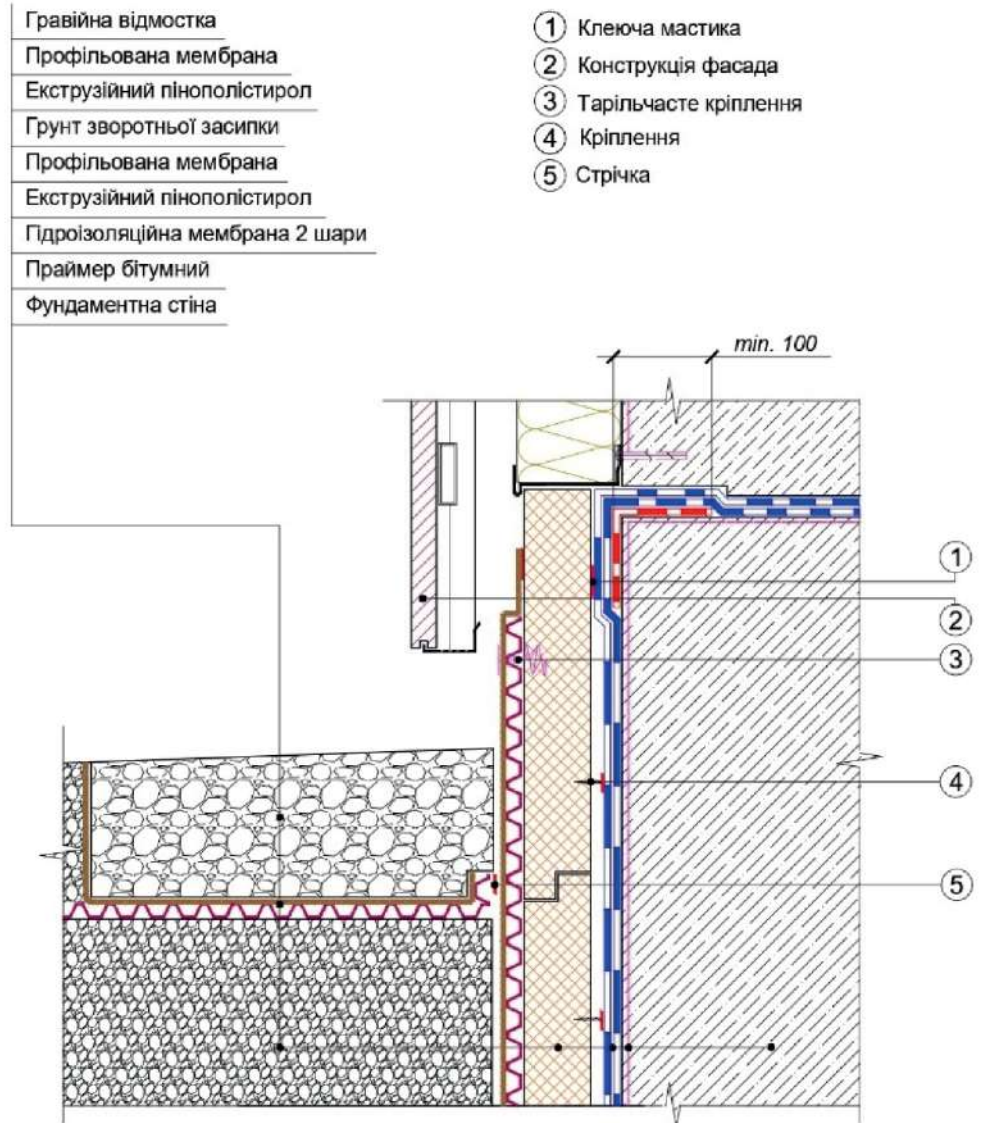 Гравійна відмостка
Профільована мембрана
Екструзійний пінополістирол
Грунт зворотньої засипки
Профільована мембрана
Екструзійний пінополістирол
Гідроізоляційна мембрана 2 шари
Праймер бітумний
Фундаментна стіна
1 Клеюча мастика
2 Конструкція фасада
3 Тарільчасте кріплення
4 Кріплення
5 Стрічка
min. 100
1
2
3
4
5